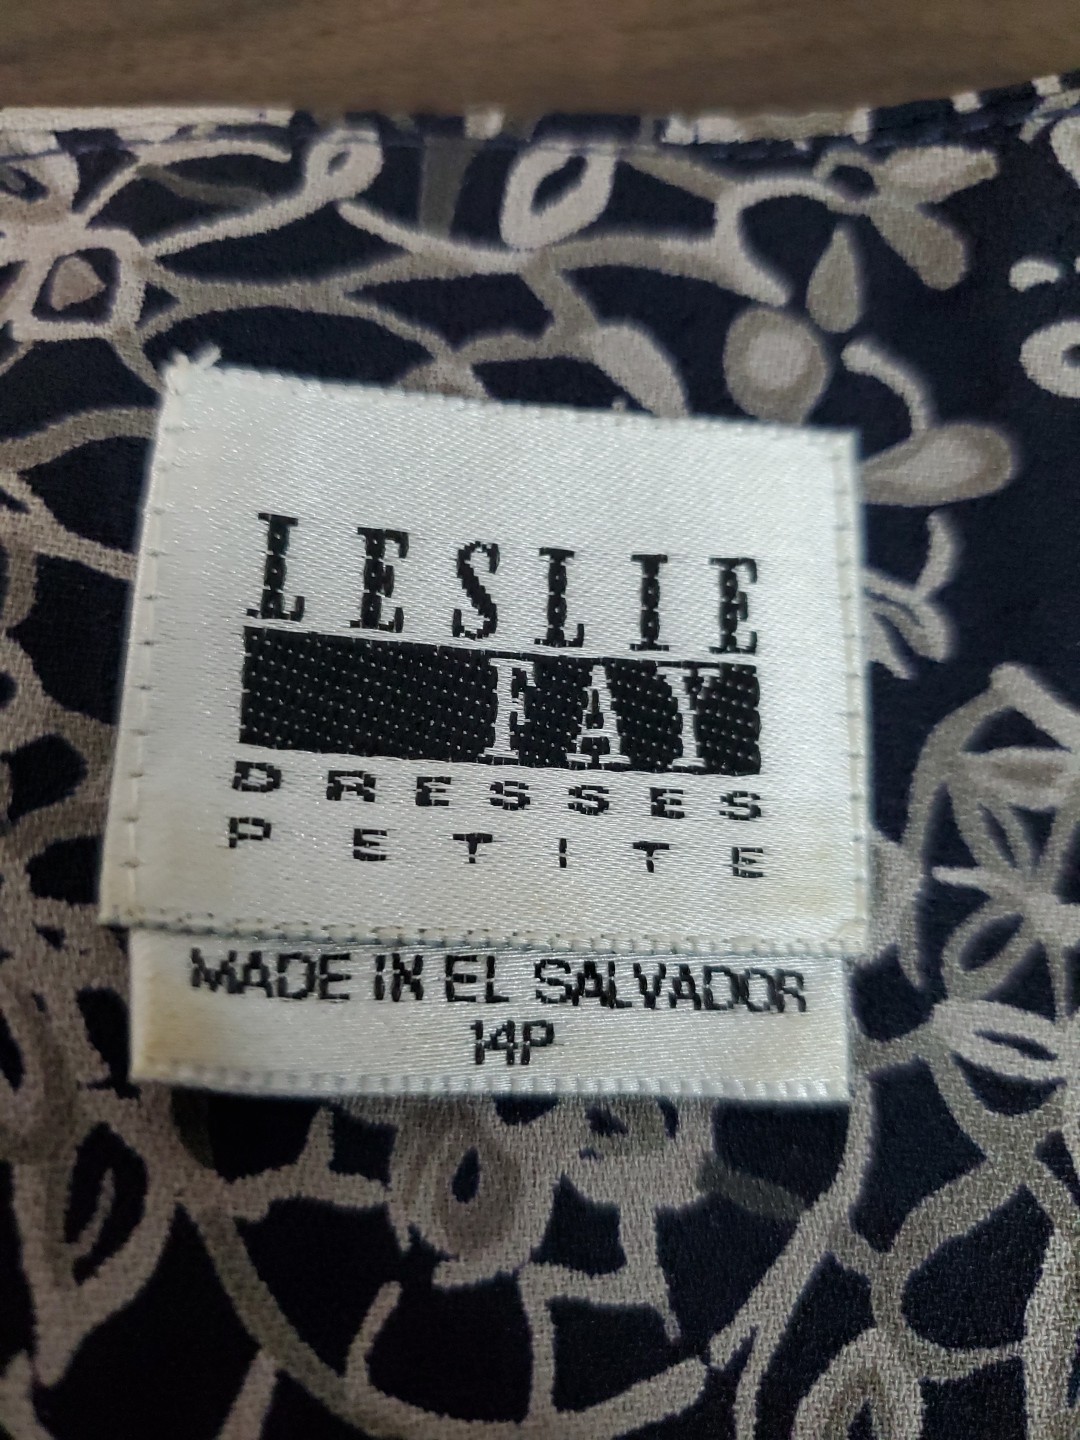 LESLIE
FAY
DRESSES
PETITE
MADE IN EL SALVADOR
14P